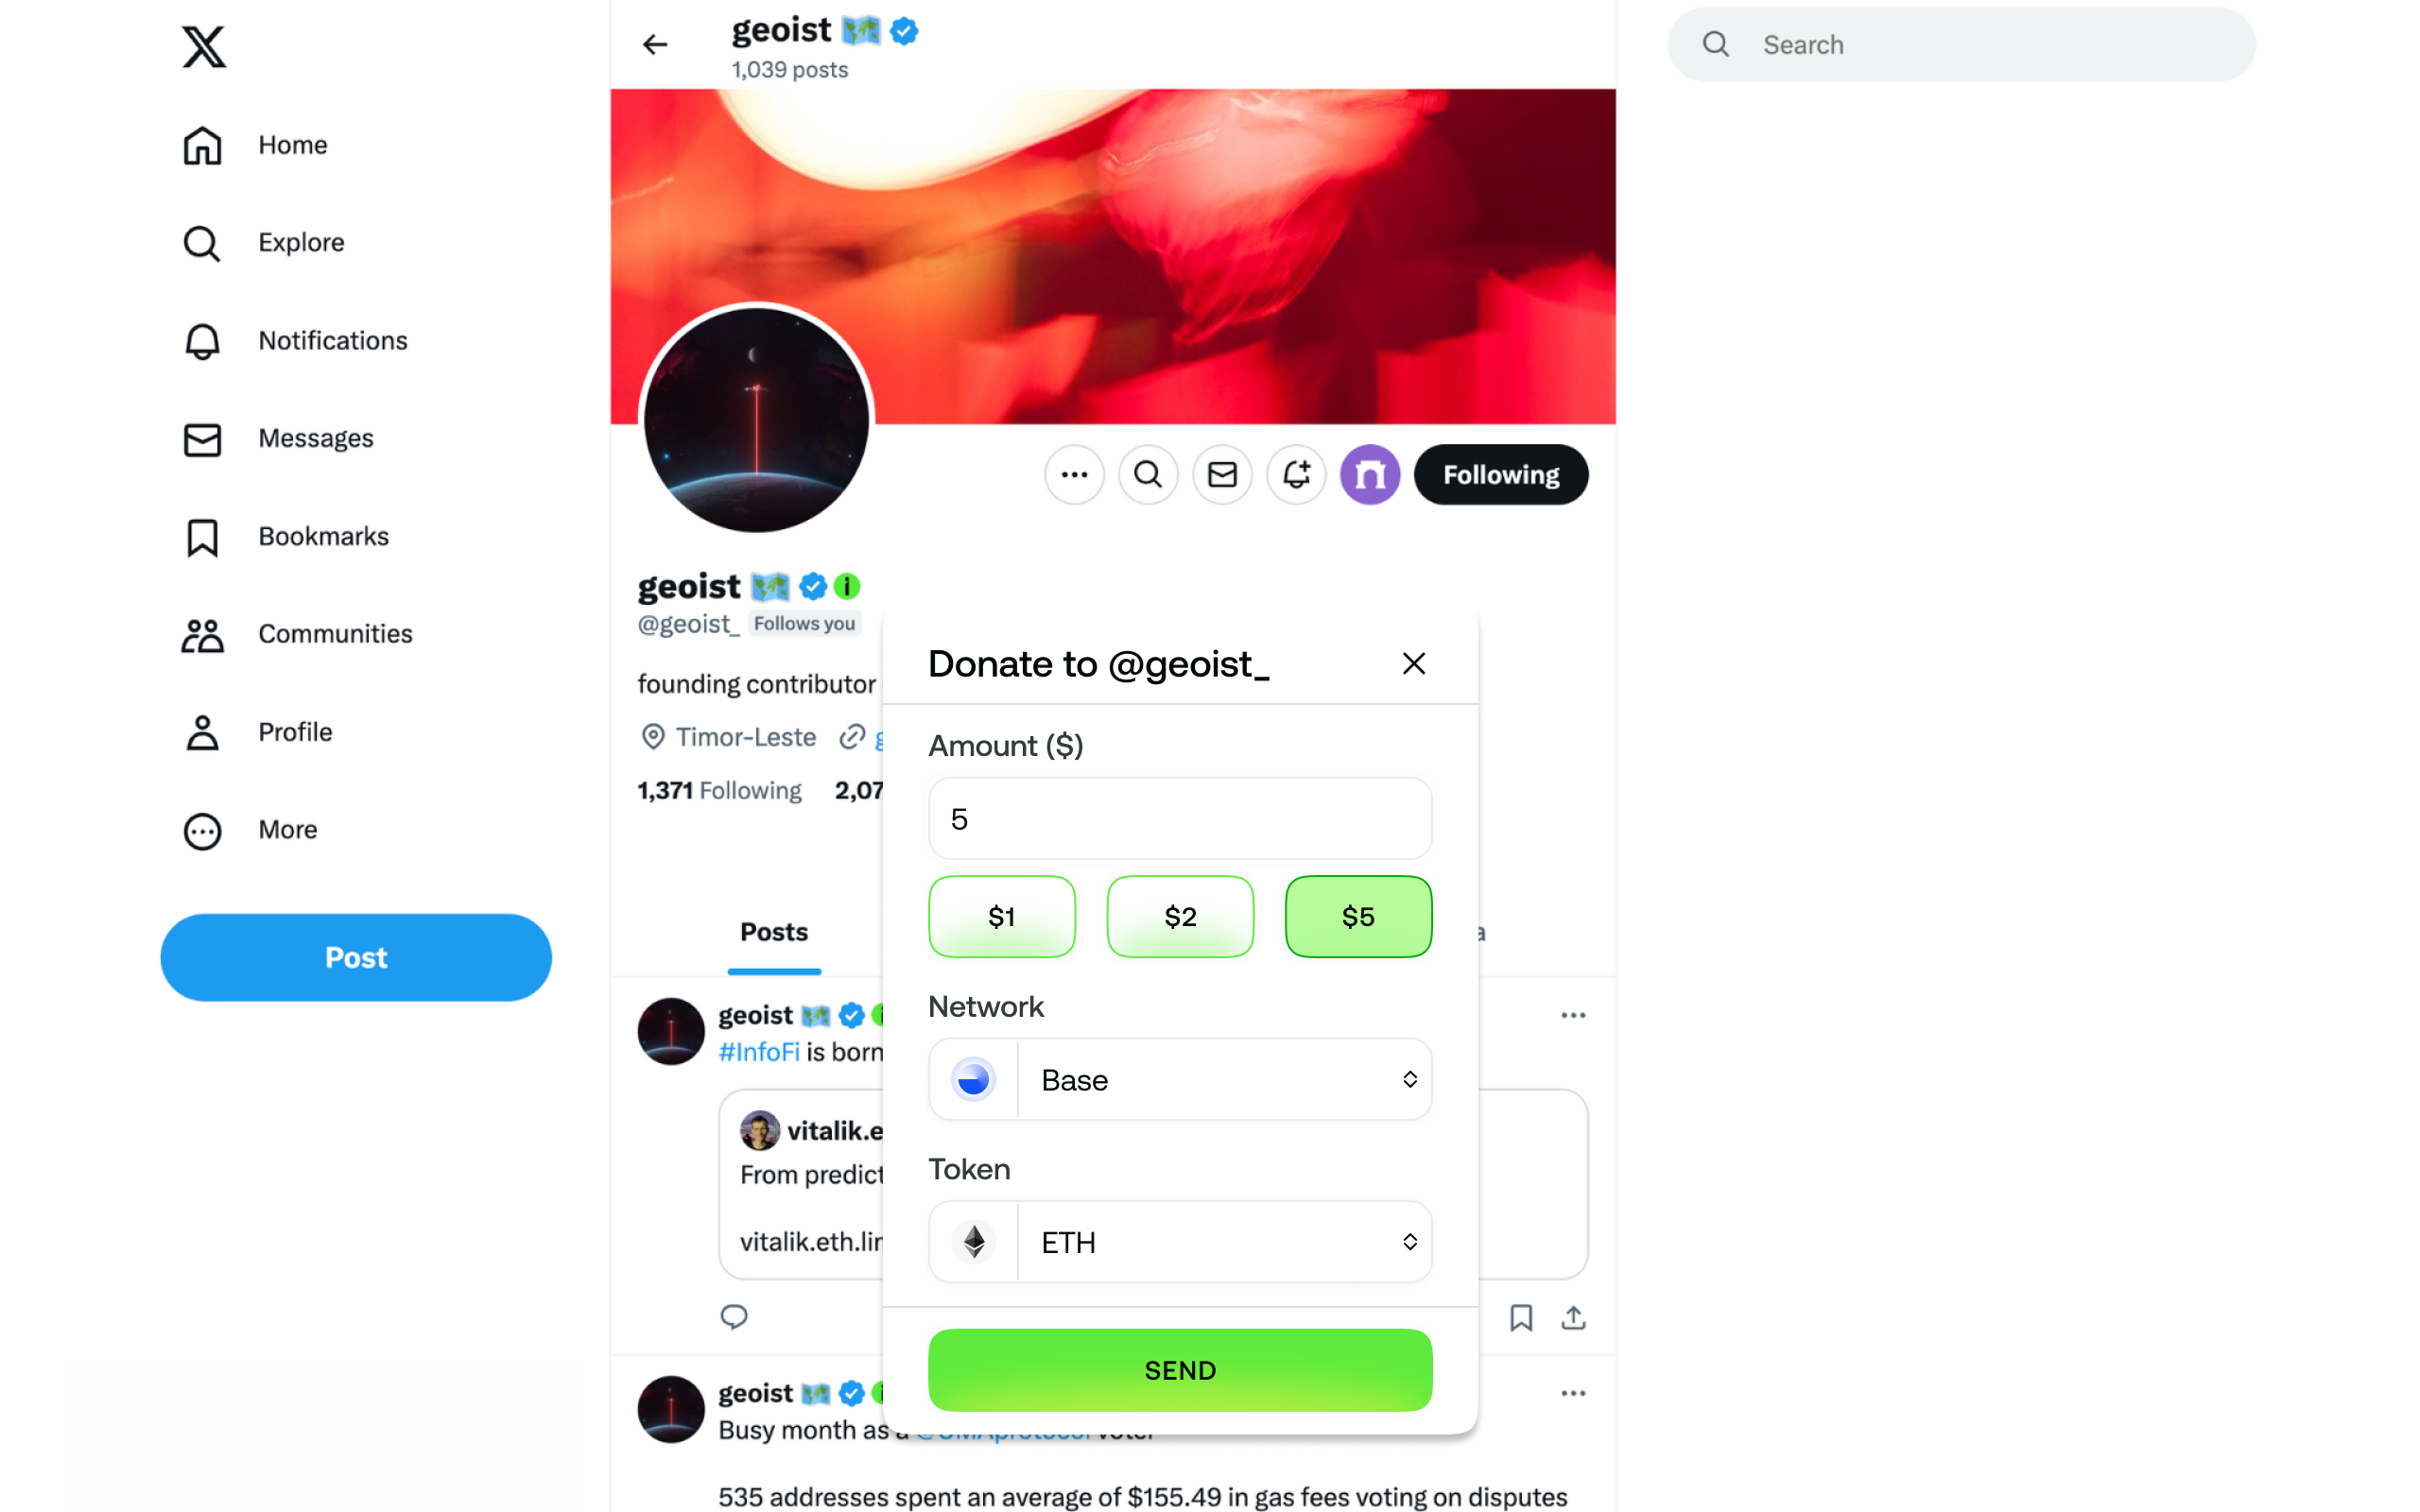 geoist
1,039 posts
Search
Home
Explore
Notifications
Messages
Bookmarks
Communities
Profile
More
Post
Following
geoist
@geoist_ Follows you
founding contributor
Timor-Leste
1,371 Following 2,07
Posts
geoist
#InfoFi is born
vitalik.e
From predict
vitalik.eth.lin
geoist
Busy month as a @UMAprotocol voter
535 addresses spent an average of $155.49 in gas fees voting on disputes
Donate to @geoist_
Amount ($)
5
$1 $2 $5
Network
Base
Token
ETH
SEND